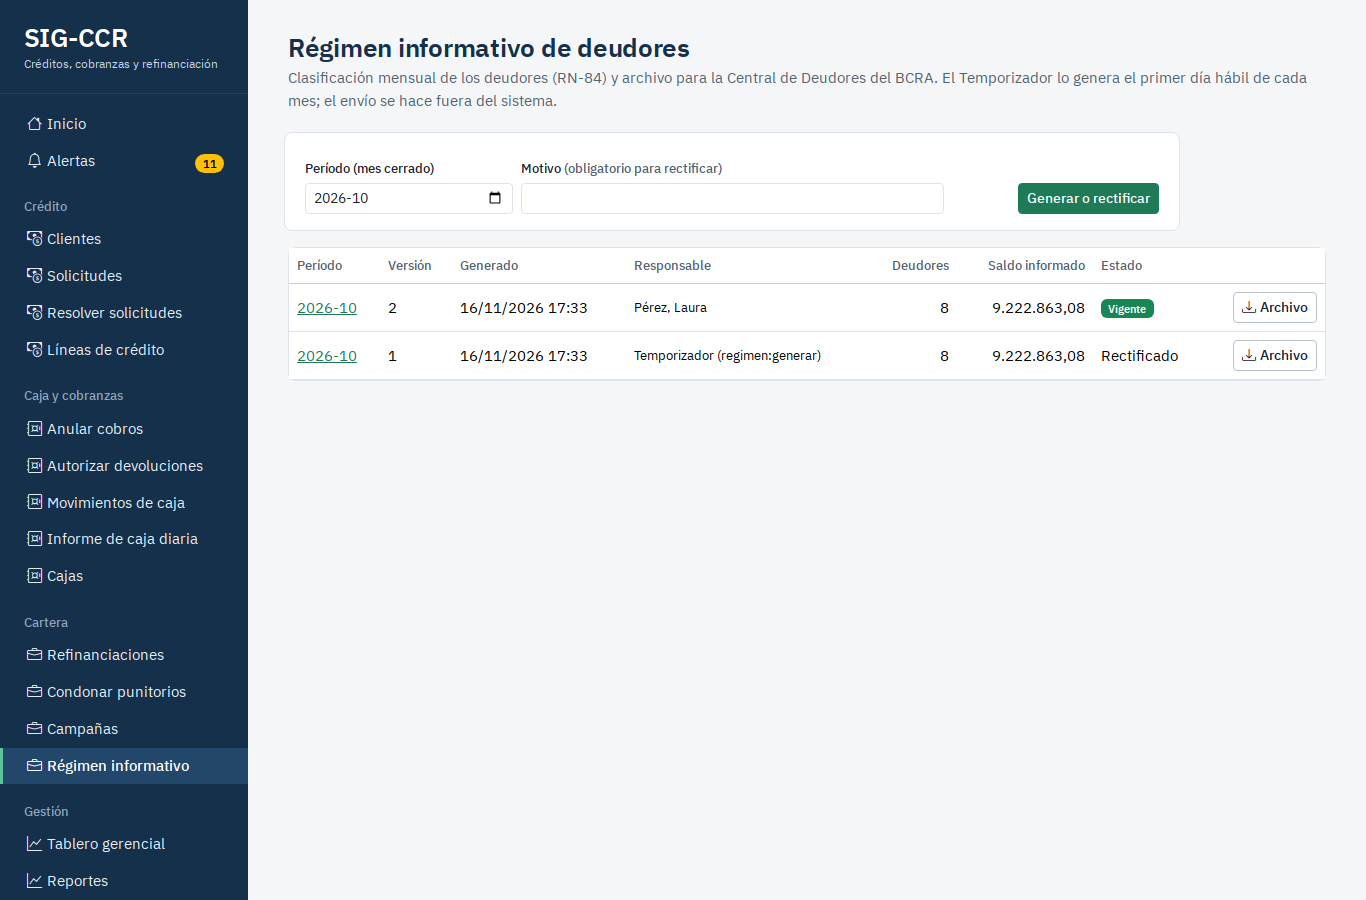 SIG-CCR
Créditos, cobranzas y refinanciación
Inicio
Alertas 11
Crédito
Clientes
Solicitudes
Resolver solicitudes
Líneas de crédito
Caja y cobranzas
Anular cobros
Autorizar devoluciones
Movimientos de caja
Informe de caja diaria
Cajas
Cartera
Refinanciaciones
Condonar punitorios
Campañas
Régimen informativo
Gestión
Tablero gerencial
Reportes
Régimen informativo de deudores
Clasificación mensual de los deudores (RN-84) y archivo para la Central de Deudores del BCRA. El Temporizador lo genera el primer día hábil de cada
mes; el envío se hace fuera del sistema.
Período (mes cerrado) Motivo (obligatorio para rectificar)
2026-10 Generar o rectificar
Período Versión Generado Responsable Deudores Saldo informado Estado
2026-10 2 16/11/2026 17:33 Pérez, Laura 8 9.222.863,08 Vigente Archivo
2026-10 1 16/11/2026 17:33 Temporizador (regimen:generar) 8 9.222.863,08 Rectificado Archivo